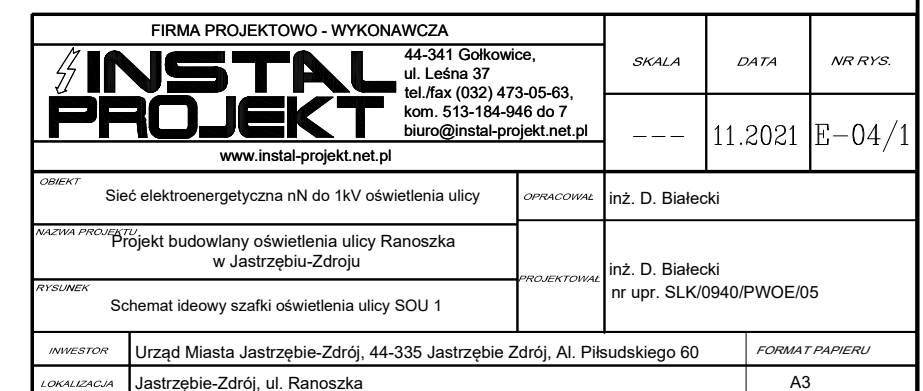 FIRMA PROJEKTOWO - WYKONAWCZA
INSTAL
PROJEKT
44-341 Gołkowice,
ul. Leśna 37
tel./fax (032) 473-05-63,
kom. 513-184-946 do 7
biuro@instal-projekt.net.pl
www.instal-projekt.net.pl
SKALA
DATA
NR RYS.
---
11.2021
E-04/1
OBIEKT
Sieć elektroenergetyczna nN do 1kV oświetlenia ulicy
OPRACOWAŁ
inż. D. Białecki
NAZWA PROJEKTU
Projekt budowlany oświetlenia ulicy Ranoszka
w Jastrzębiu-Zdroju
PROJEKTOWAŁ
inż. D. Białecki
nr upr. SLK/0940/PWOE/05
RYSUNEK
Schemat ideowy szafki oświetlenia ulicy SOU 1
INWESTOR
Urząd Miasta Jastrzębie-Zdrój, 44-335 Jastrzębie Zdrój, Al. Piłsudskiego 60
FORMAT PAPIERU
LOKALIZACJA
Jastrzębie-Zdrój, ul. Ranoszka
A3